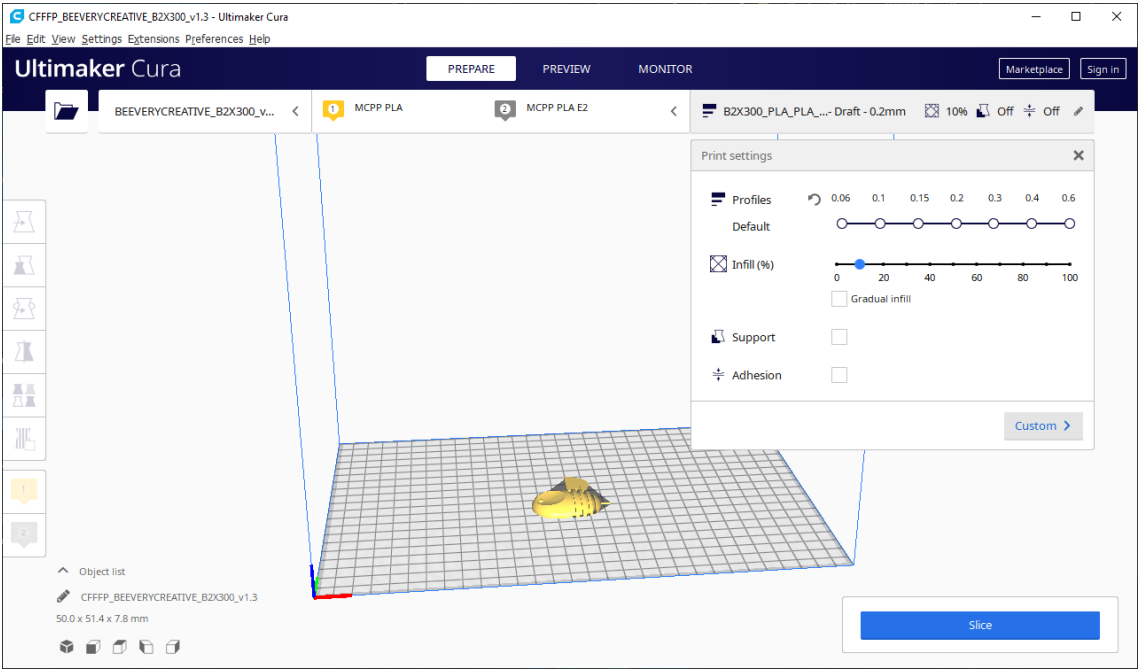 CFFFP_BEEVERYCREATIVE_B2X300_v1.3 - Ultimaker Cura
File Edit View Settings Extensions Preferences Help
Ultimaker Cura
PREPARE
PREVIEW
MONITOR
Marketplace
Sign in
BEEVERYCREATIVE_B2X300_v...
1
MCPP PLA
2
MCPP PLA E2
B2X300_PLA_PLA_...- Draft - 0.2mm
10%
Off
Off
Print settings
Profiles
0.06 0.1 0.15 0.2 0.3 0.4 0.6
Default
Infill (%)
0 20 40 60 80 100
Gradual infill
Support
Adhesion
Custom
1
2
Object list
CFFFP_BEEVERYCREATIVE_B2X300_v1.3
50.0 x 51.4 x 7.8 mm
Slice